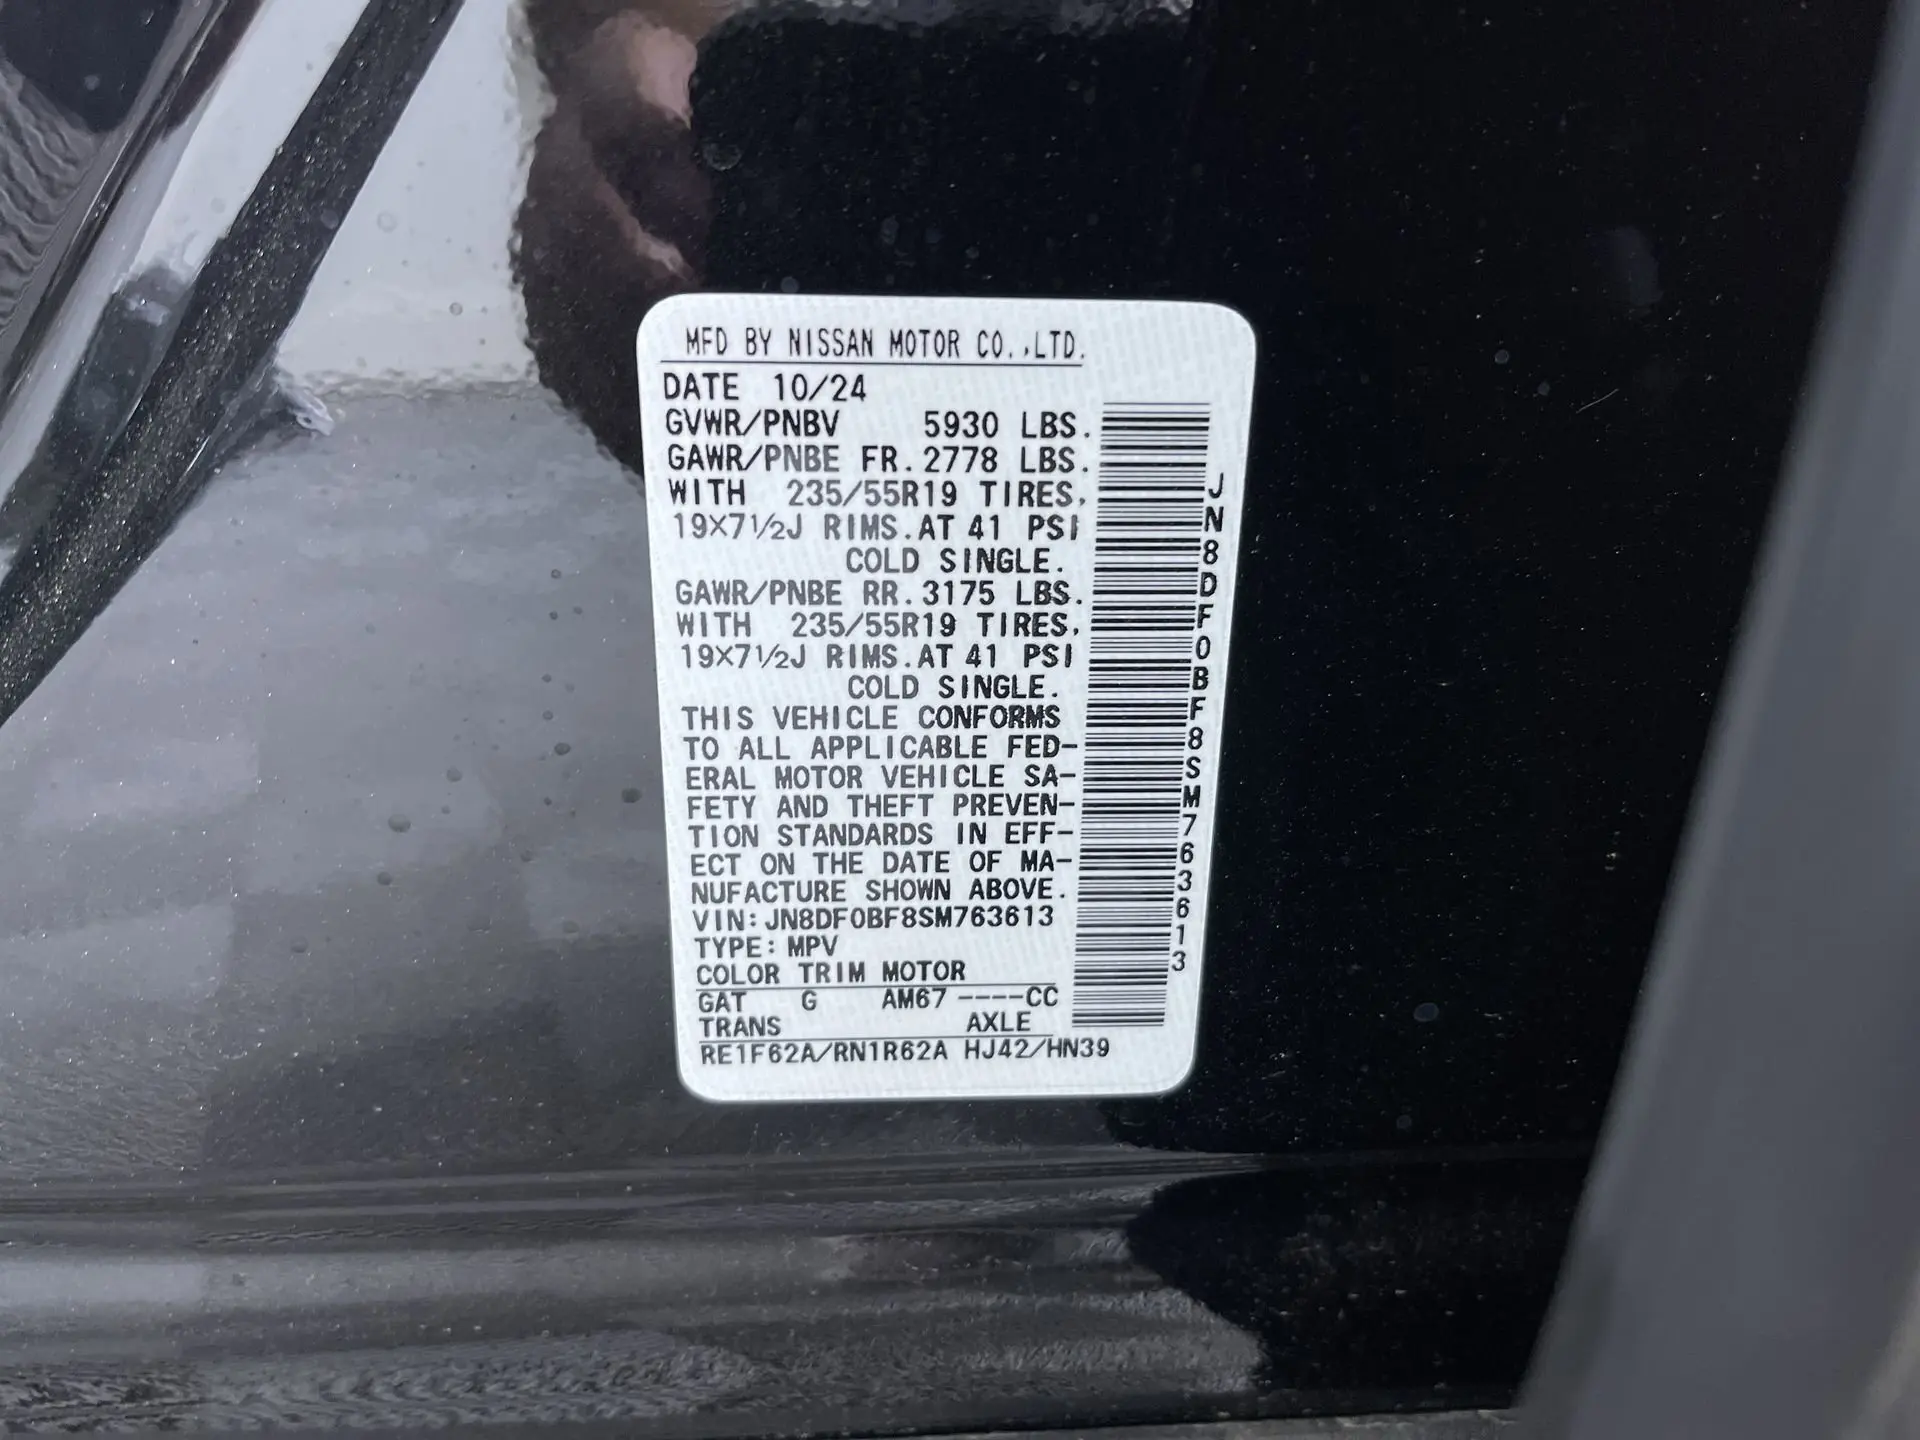 MFD BY NISSAN MOTOR CO.,LTD.
DATE 10/24
GVWR/PNBV 5930 LBS.
GAWR/PNBE FR. 2778 LBS.
WITH 235/55R19 TIRES,
19X7½J RIMS. AT 41 PSI
COLD SINGLE.
GAWR/PNBE RR. 3175 LBS.
WITH 235/55R19 TIRES,
19X7½J RIMS. AT 41 PSI
COLD SINGLE.
THIS VEHICLE CONFORMS
TO ALL APPLICABLE FED-
ERAL MOTOR VEHICLE SA-
FETY AND THEFT PREVEN-
TION STANDARDS IN EFF-
ECT ON THE DATE OF MA-
NUFACTURE SHOWN ABOVE.
VIN: JN8DF0BF8SM763613
TYPE: MPV
COLOR TRIM MOTOR
GAT G AM67 ----CC
TRANS AXLE
RE1F62A/RN1R62A HJ42/HN39
JN8DF0BF8SM763613